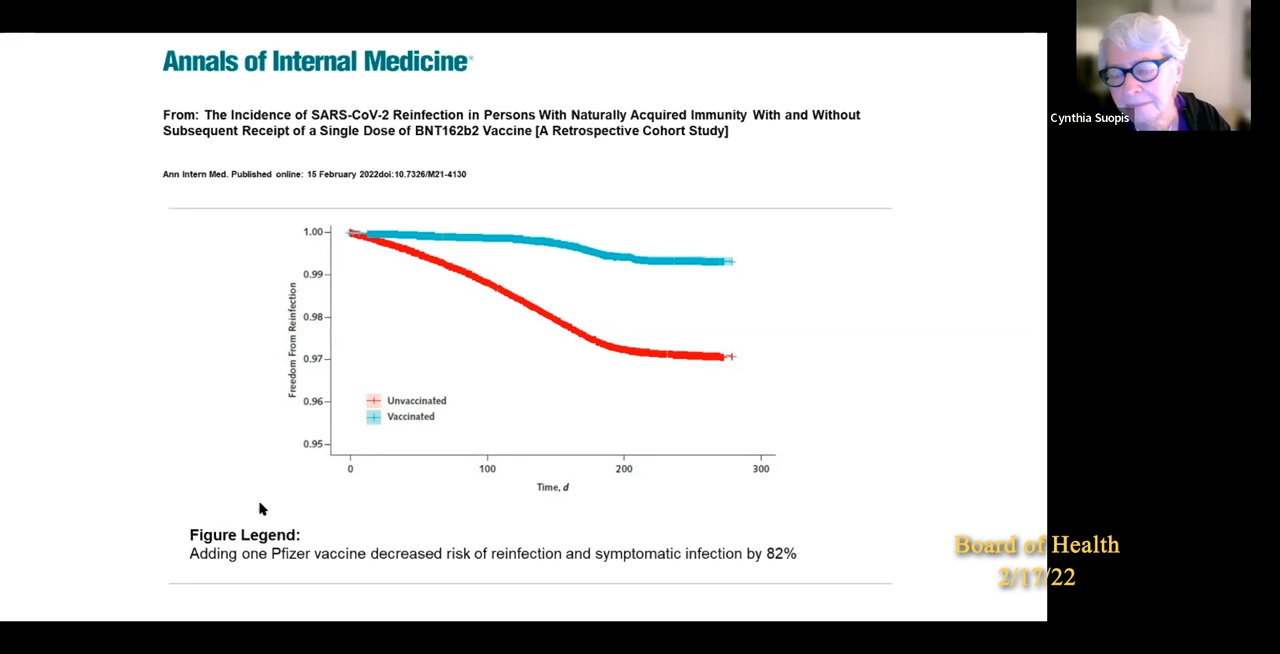 Annals of Internal Medicine
From: The Incidence of SARS-CoV-2 Reinfection in Persons With Naturally Acquired Immunity With and Without
Subsequent Receipt of a Single Dose of BNT162b2 Vaccine [A Retrospective Cohort Study]
Ann Intern Med. Published online: 15 February 2022doi:10.7326/M21-4130
Cynthia Suopis
Freedom From Reinfection
1.00
0.99
0.98
0.97
0.96
0.95
Unvaccinated
Vaccinated
0 100 200 300
Time, d
Figure Legend:
Adding one Pfizer vaccine decreased risk of reinfection and symptomatic infection by 82%
Board of Health
2/17/22